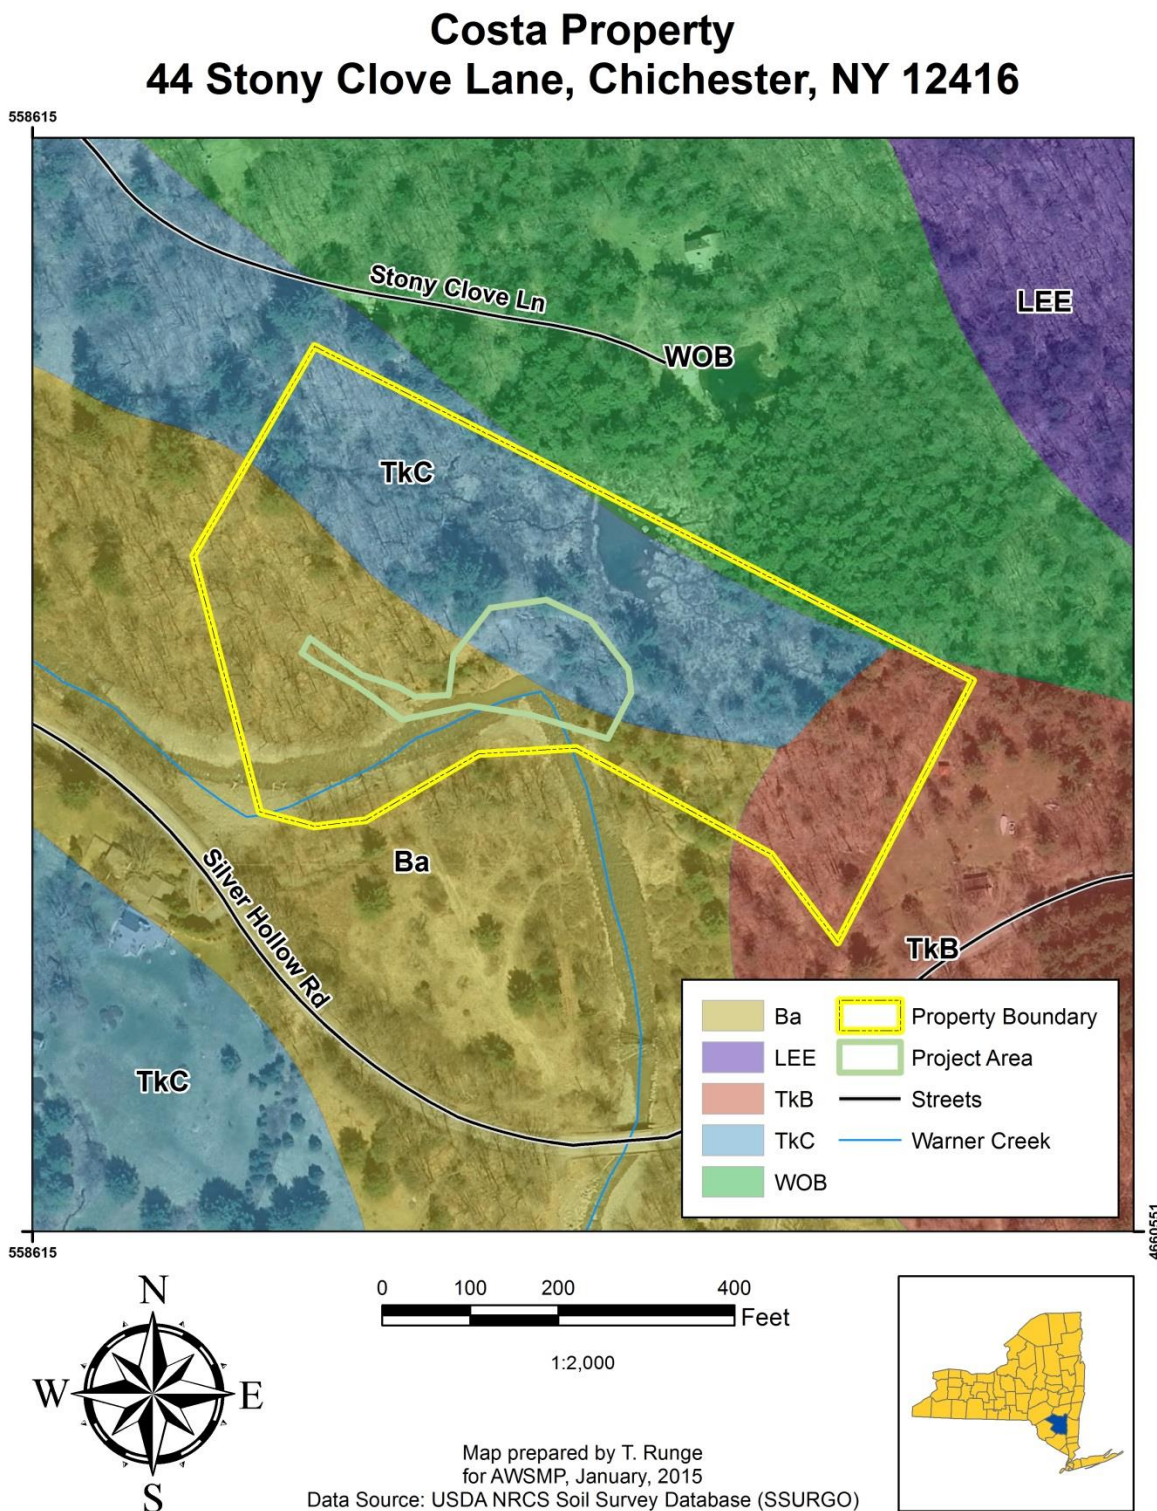 Costa Property
44 Stony Clove Lane, Chichester, NY 12416
558615
Stony Clove Ln
LEE
WOB
TkC
Ba
Silver Hollow Rd
TkB
TkC
Ba
LEE
TkB
TkC
WOB
Property Boundary
Project Area
Streets
Warner Creek
558615
4660551
N
W
E
S
0 100 200 400
Feet
1:2,000
Map prepared by T. Runge
for AWSMP, January, 2015
Data Source: USDA NRCS Soil Survey Database (SSURGO)